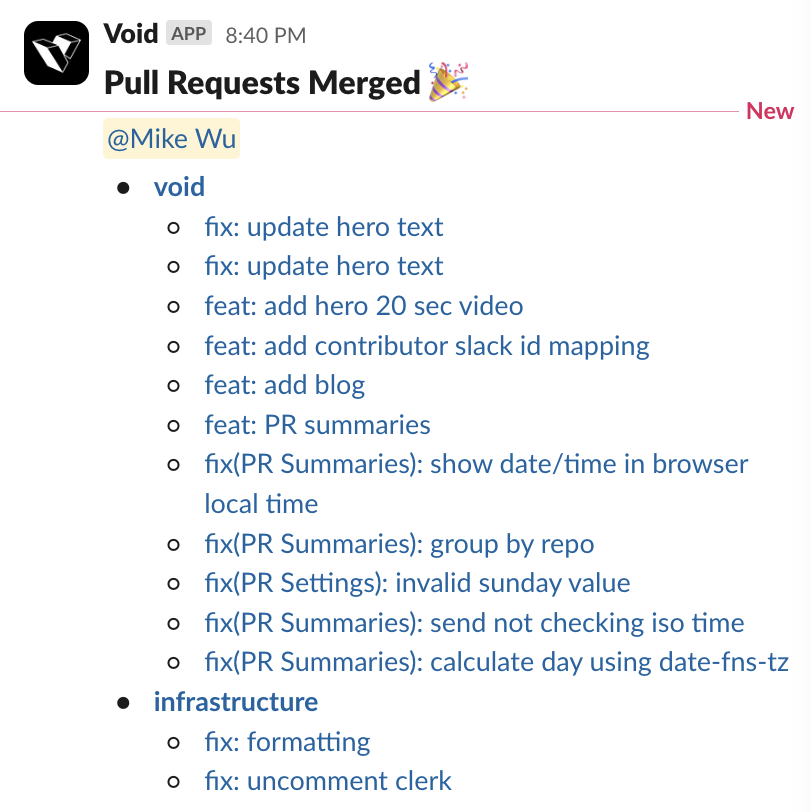 Void APP 8:40 PM
Pull Requests Merged 🎉
New
@Mike Wu
void
fix: update hero text
fix: update hero text
feat: add hero 20 sec video
feat: add contributor slack id mapping
feat: add blog
feat: PR summaries
fix(PR Summaries): show date/time in browser
local time
fix(PR Summaries): group by repo
fix(PR Settings): invalid sunday value
fix(PR Summaries): send not checking iso time
fix(PR Summaries): calculate day using date-fns-tz
infrastructure
fix: formatting
fix: uncomment clerk